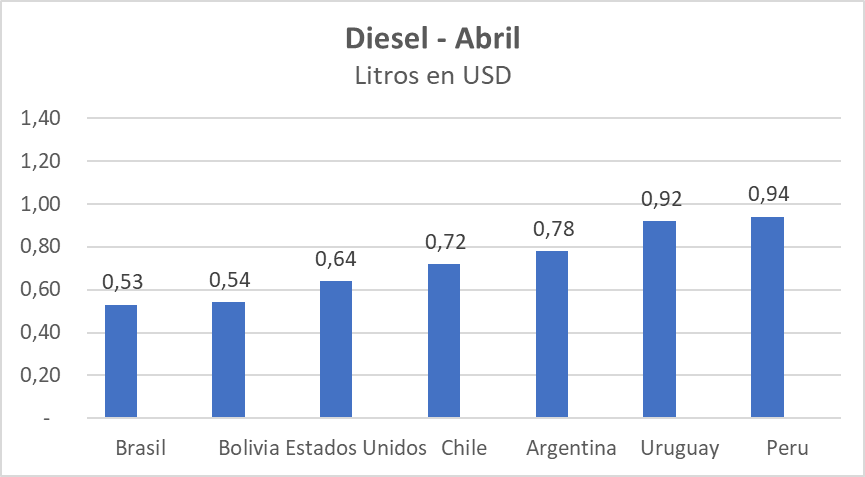 Diesel - Abril
Litros en USD
1,40
1,20
1,00
0,80
0,60
0,40
0,20
-
0,53
0,54
0,64
0,72
0,78
0,92
0,94
Brasil
Bolivia
Estados Unidos
Chile
Argentina
Uruguay
Peru